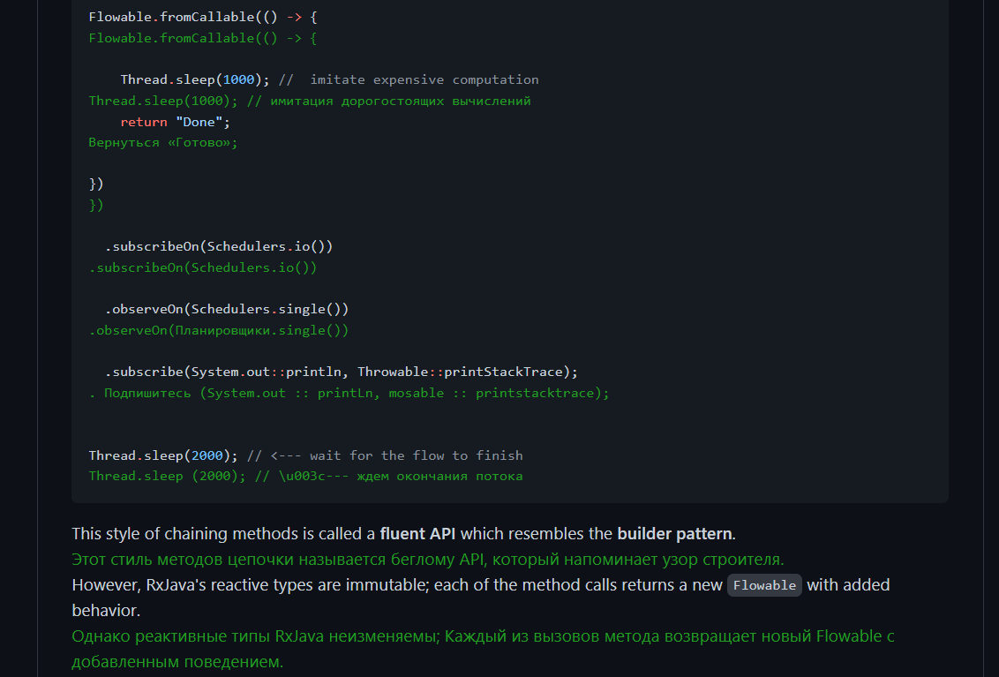 Flowable.fromCallable(() -> {
Flowable.fromCallable(() -> {
Thread.sleep(1000); //  imitate expensive computation
Thread.sleep(1000); // имитация дорогостоящих вычислений
return "Done";
Вернуться «Готово»;
})
})
.subscribeOn(Schedulers.io())
.subscribeOn(Schedulers.io())
.observeOn(Schedulers.single())
.observeOn(Планировщики.single())
.subscribe(System.out::println, Throwable::printStackTrace);
. Подпишитесь (System.out :: printLn, mosable :: printstacktrace);
Thread.sleep(2000); // <--- wait for the flow to finish
Thread.sleep (2000); // \u003c--- ждем окончания потока
This style of chaining methods is called a fluent API which resembles the builder pattern.
Этот стиль методов цепочки называется беглому API, который напоминает узор строителя.
However, RxJava's reactive types are immutable; each of the method calls returns a new Flowable with added
behavior.
Однако реактивные типы RxJava неизменяемы; Каждый из вызовов метода возвращает новый Flowable с
добавленным поведением.